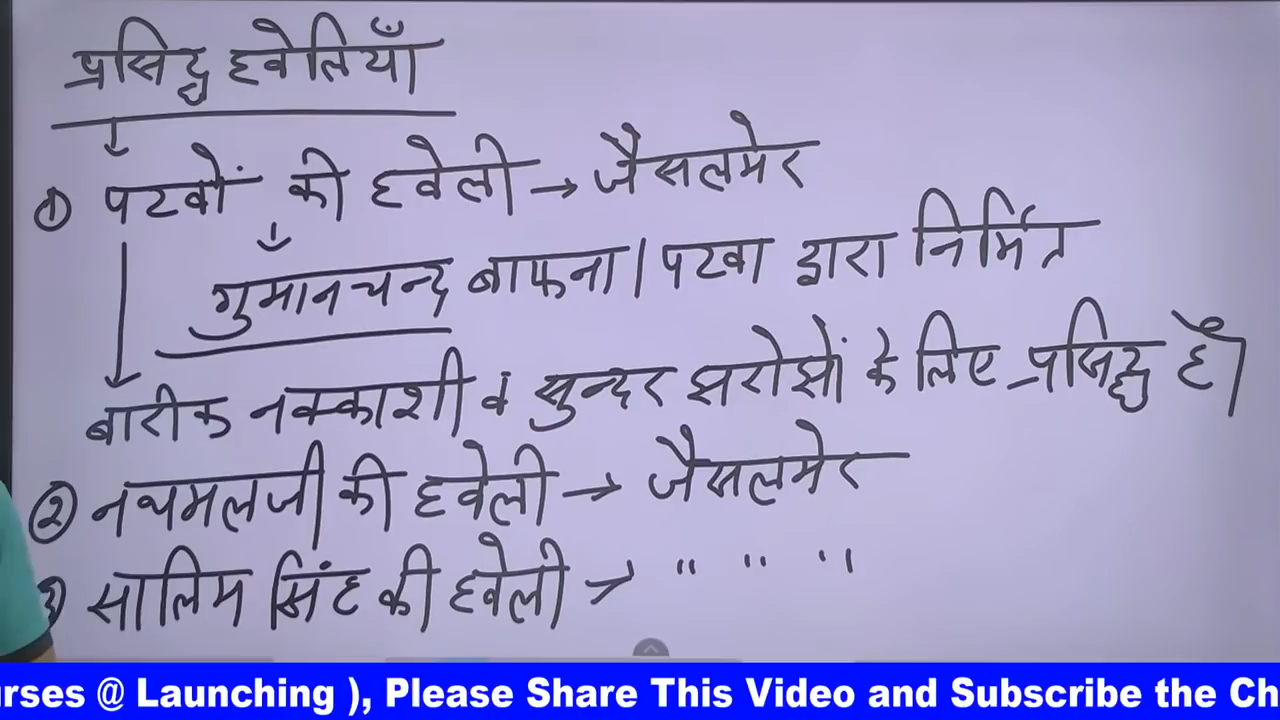 प्रसिद्ध हवेलियाँ
① पटवों की हवेली → जैसलमेर
गुमानचन्द बाफना / पटवा द्वारा निर्मित
बारीक नक्काशी व सुन्दर झरोखों के लिए प्रसिद्ध है।
② नथमलजी की हवेली → जैसलमेर
③ सालिम सिंह की हवेली → " " "
urses @ Launching ), Please Share This Video and Subscribe the Ch